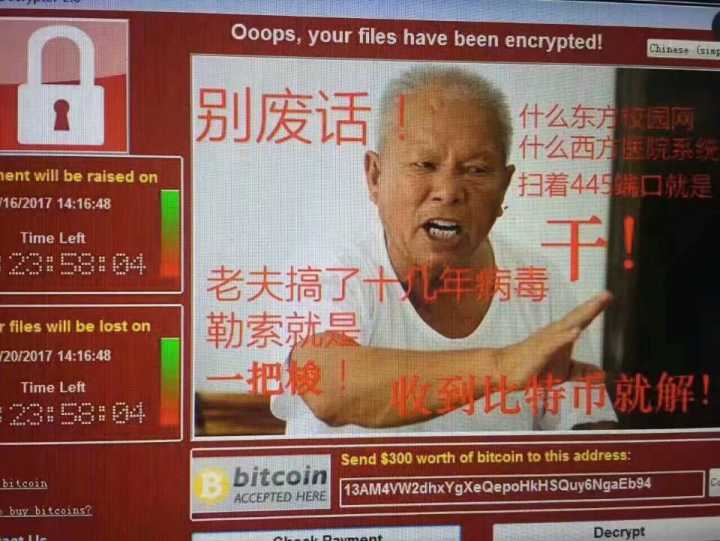 Ooops, your files have been encrypted!
Chinese (simp
别废话！
什么东方校园网
什么西方医院系统
扫着445端口就是
干！
老夫搞了十几年病毒
勒索就是
一把梭！
收到比特币就解！
ment will be raised on
/16/2017 14:16:48
Time Left
:23:58:04
r files will be lost on
/20/2017 14:16:48
Time Left
:23:58:04
bitcoin
buy bitcoins?
bitcoin
ACCEPTED HERE
Send $300 worth of bitcoin to this address:
13AM4VW2dhxYgXeQepoHkHSQuy6NgaEb94
Check Payment
Decrypt